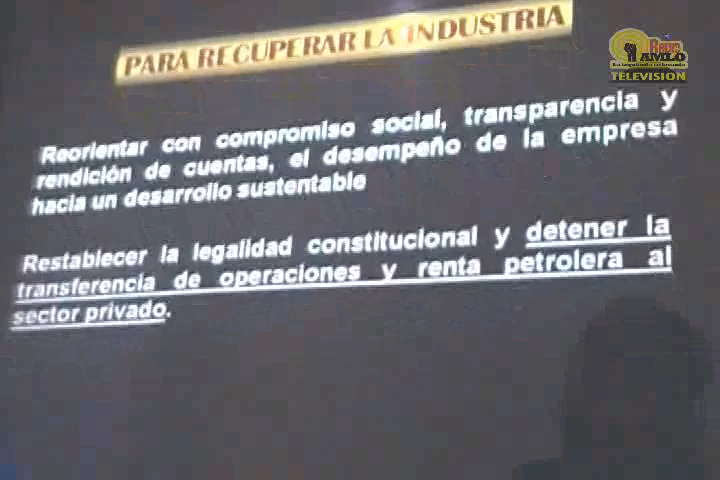 PARA RECUPERAR LA INDUSTRIA
AMLO
TELEVISION
Reorientar con compromiso social, transparencia y
rendición de cuentas, el desempeño de la empresa
hacia un desarrollo sustentable
Restablecer la legalidad constitucional y detener la
transferencia de operaciones y renta petrolera al
sector privado.